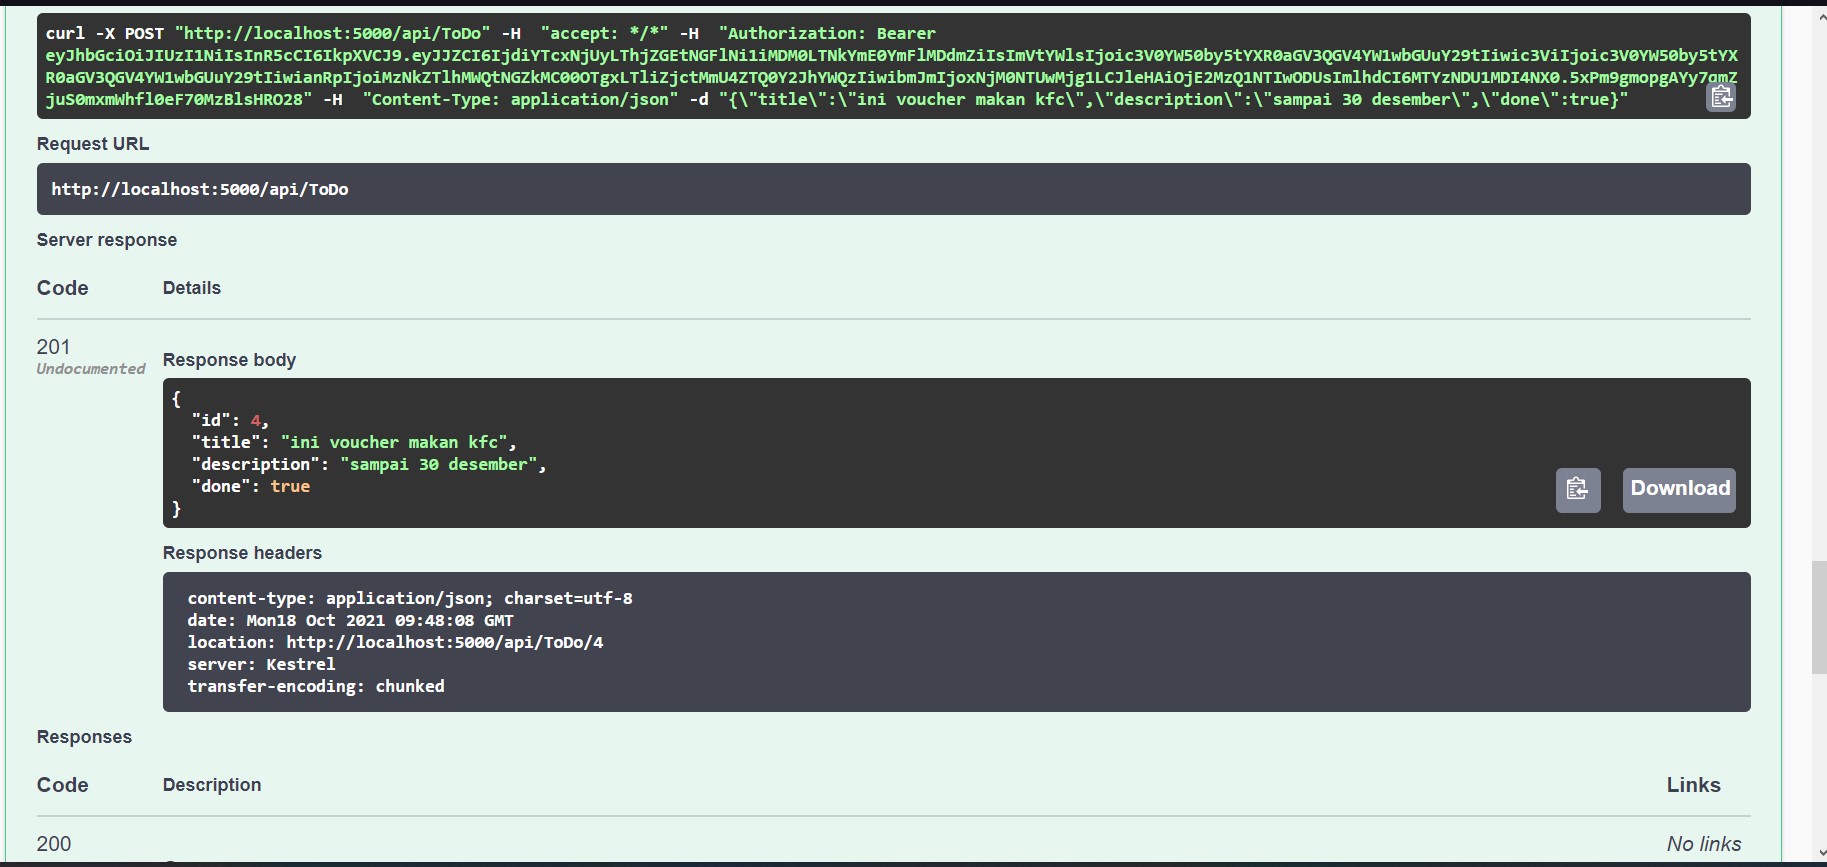 curl -X POST "http://localhost:5000/api/ToDo" -H  "accept: */*" -H  "Authorization: Bearer
eyJhbGciOiJIUzI1NiIsInR5cCI6IkpXVCJ9.eyJJZCI6IjdiYTcxNjUyLThjZGEtNGFlNi1iMDM0LTNkYmE0YmFlMDdmZiIsImVtYWlsIjoic3V0YW50by5tYXR0aGV3QGV4YW1wbGUuY29tIiwic3ViIjoic3V0YW50by5tYX
R0aGV3QGV4YW1wbGUuY29tIiwianRpIjoiMzNkZTlhMWQtNGZkMC00OTgxLTliZjctMmU4ZTQ0Y2JhYWQzIiwibmJmIjoxNjM0NTUwMjg1LCJleHAiOjE2MzQ1NTIwODUsImlhdCI6MTYzNDU1MDI4NX0.5xPm9gmopgAYy7qmZ
juS0mxmWhfl0eF70MzBlsHRO28" -H  "Content-Type: application/json" -d "{\"title\":\"ini voucher makan kfc\",\"description\":\"sampai 30 desember\",\"done\":true}"
Request URL
http://localhost:5000/api/ToDo
Server response
Code Details
201
Undocumented
Response body
{
"id": 4,
"title": "ini voucher makan kfc",
"description": "sampai 30 desember",
"done": true
}
Download
Response headers
content-type: application/json; charset=utf-8
date: Mon18 Oct 2021 09:48:08 GMT
location: http://localhost:5000/api/ToDo/4
server: Kestrel
transfer-encoding: chunked
Responses
Code Description Links
200 No links